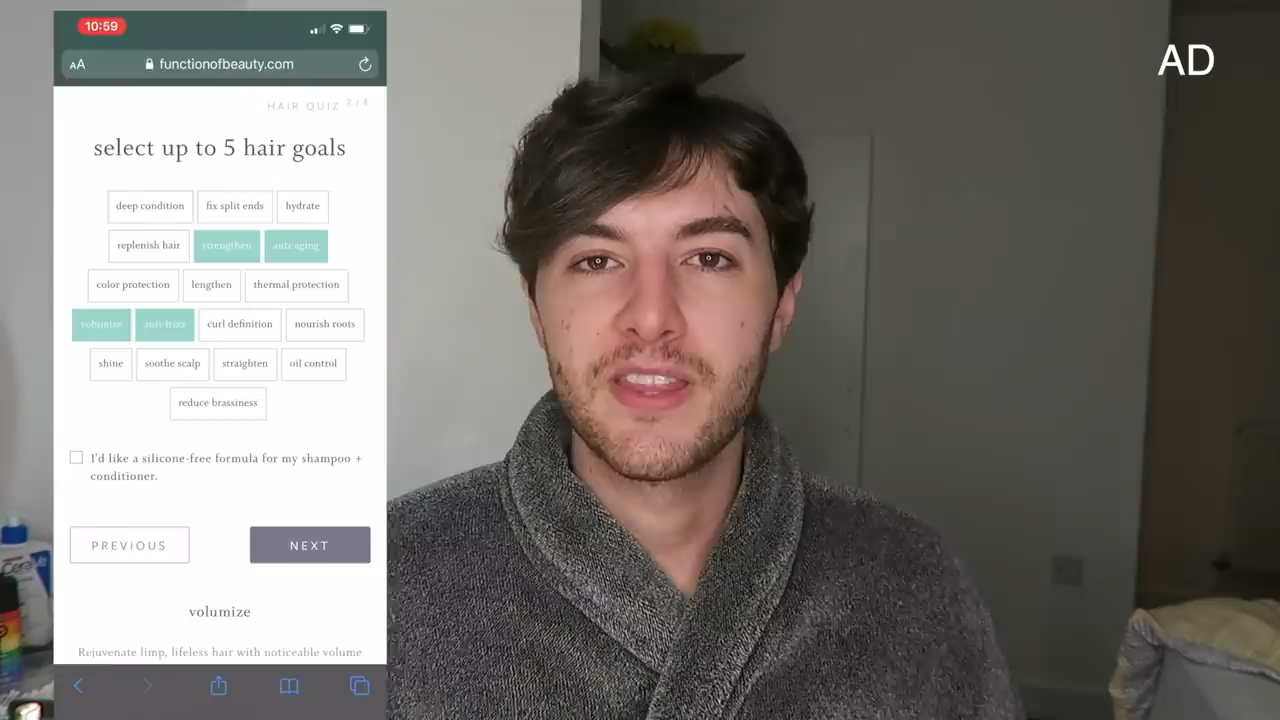 10:59
AA functionofbeauty.com
HAIR QUIZ 2/4
select up to 5 hair goals
deep condition fix split ends hydrate
replenish hair strengthen anti-aging
color protection lengthen thermal protection
volumize anti-frizz curl definition nourish roots
shine soothe scalp straighten oil control
reduce brassiness
I'd like a silicone-free formula for my shampoo +
conditioner.
PREVIOUS NEXT
volumize
Rejuvenate limp, lifeless hair with noticeable volume
AD